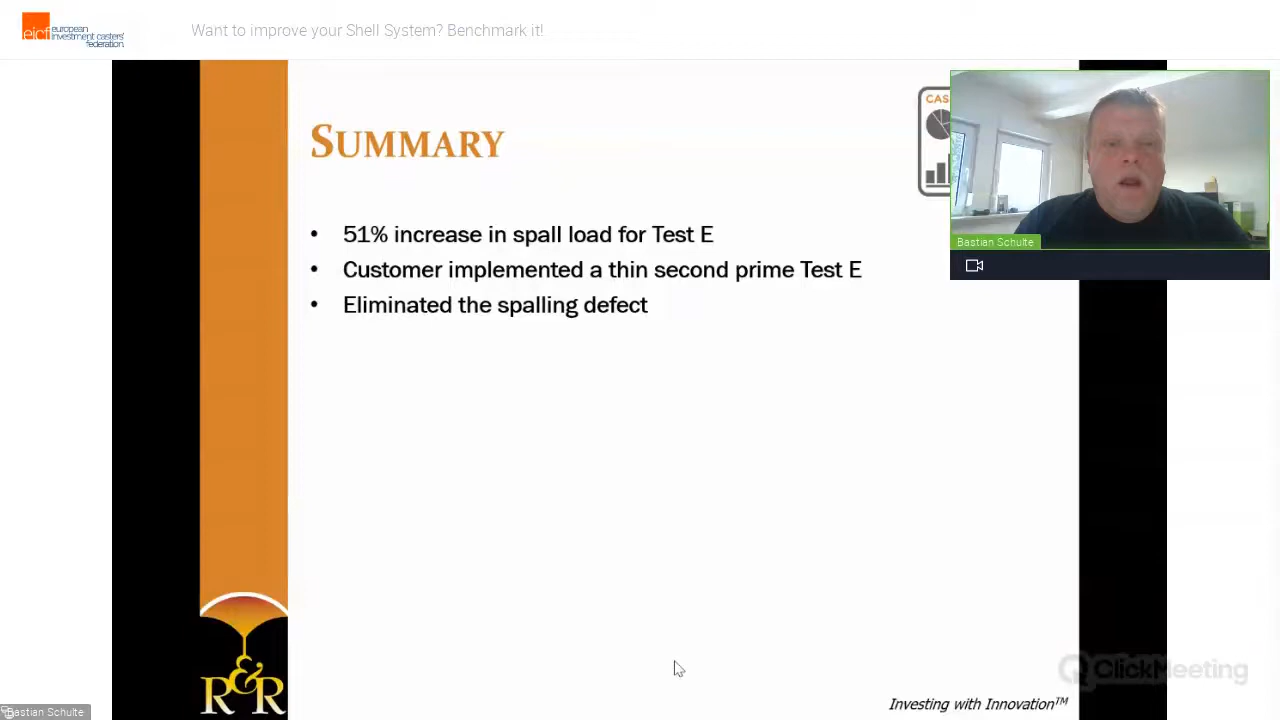 eicf
european
investment casters'
federation.
Want to improve your Shell System? Benchmark it!
SUMMARY
CAS
• 51% increase in spall load for Test E
• Customer implemented a thin second prime Test E
• Eliminated the spalling defect
Bastian Schulte
R&R
ClickMeeting
Investing with Innovation™
Bastian Schulte